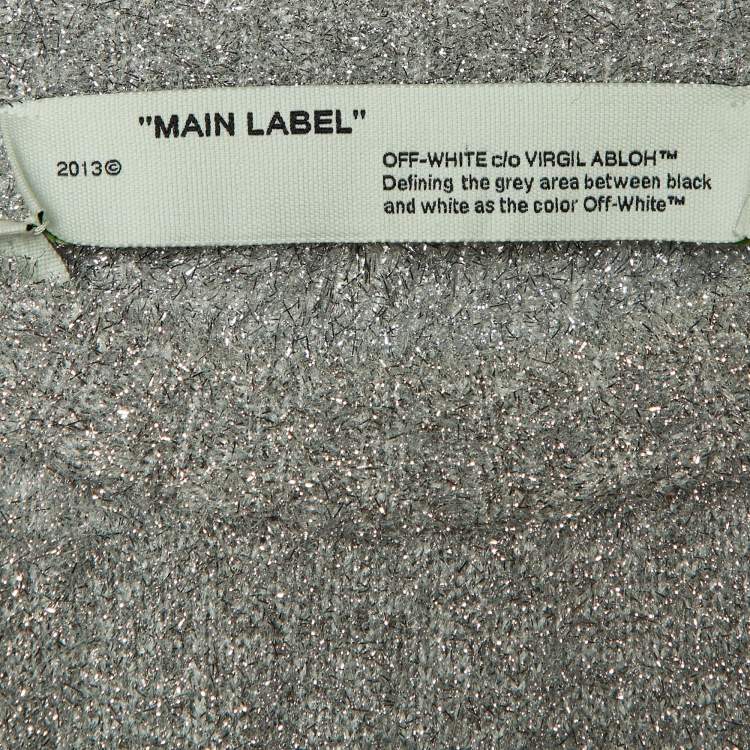 "MAIN LABEL"
2013©
OFF-WHITE c/o VIRGIL ABLOH™
Defining the grey area between black
and white as the color Off-White™